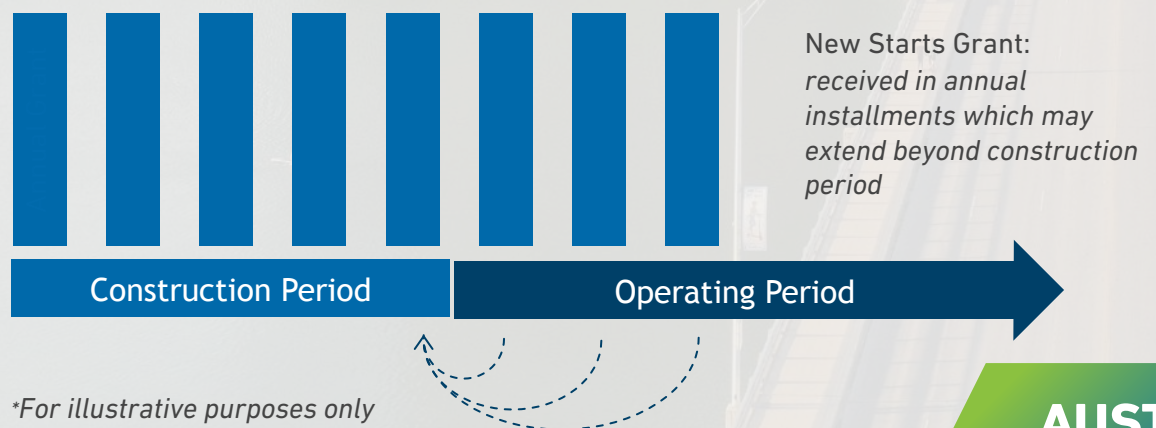 New Starts Grant:
received in annual
installments which may
extend beyond construction
period
Construction Period
Operating Period
*For illustrative purposes only
AUST